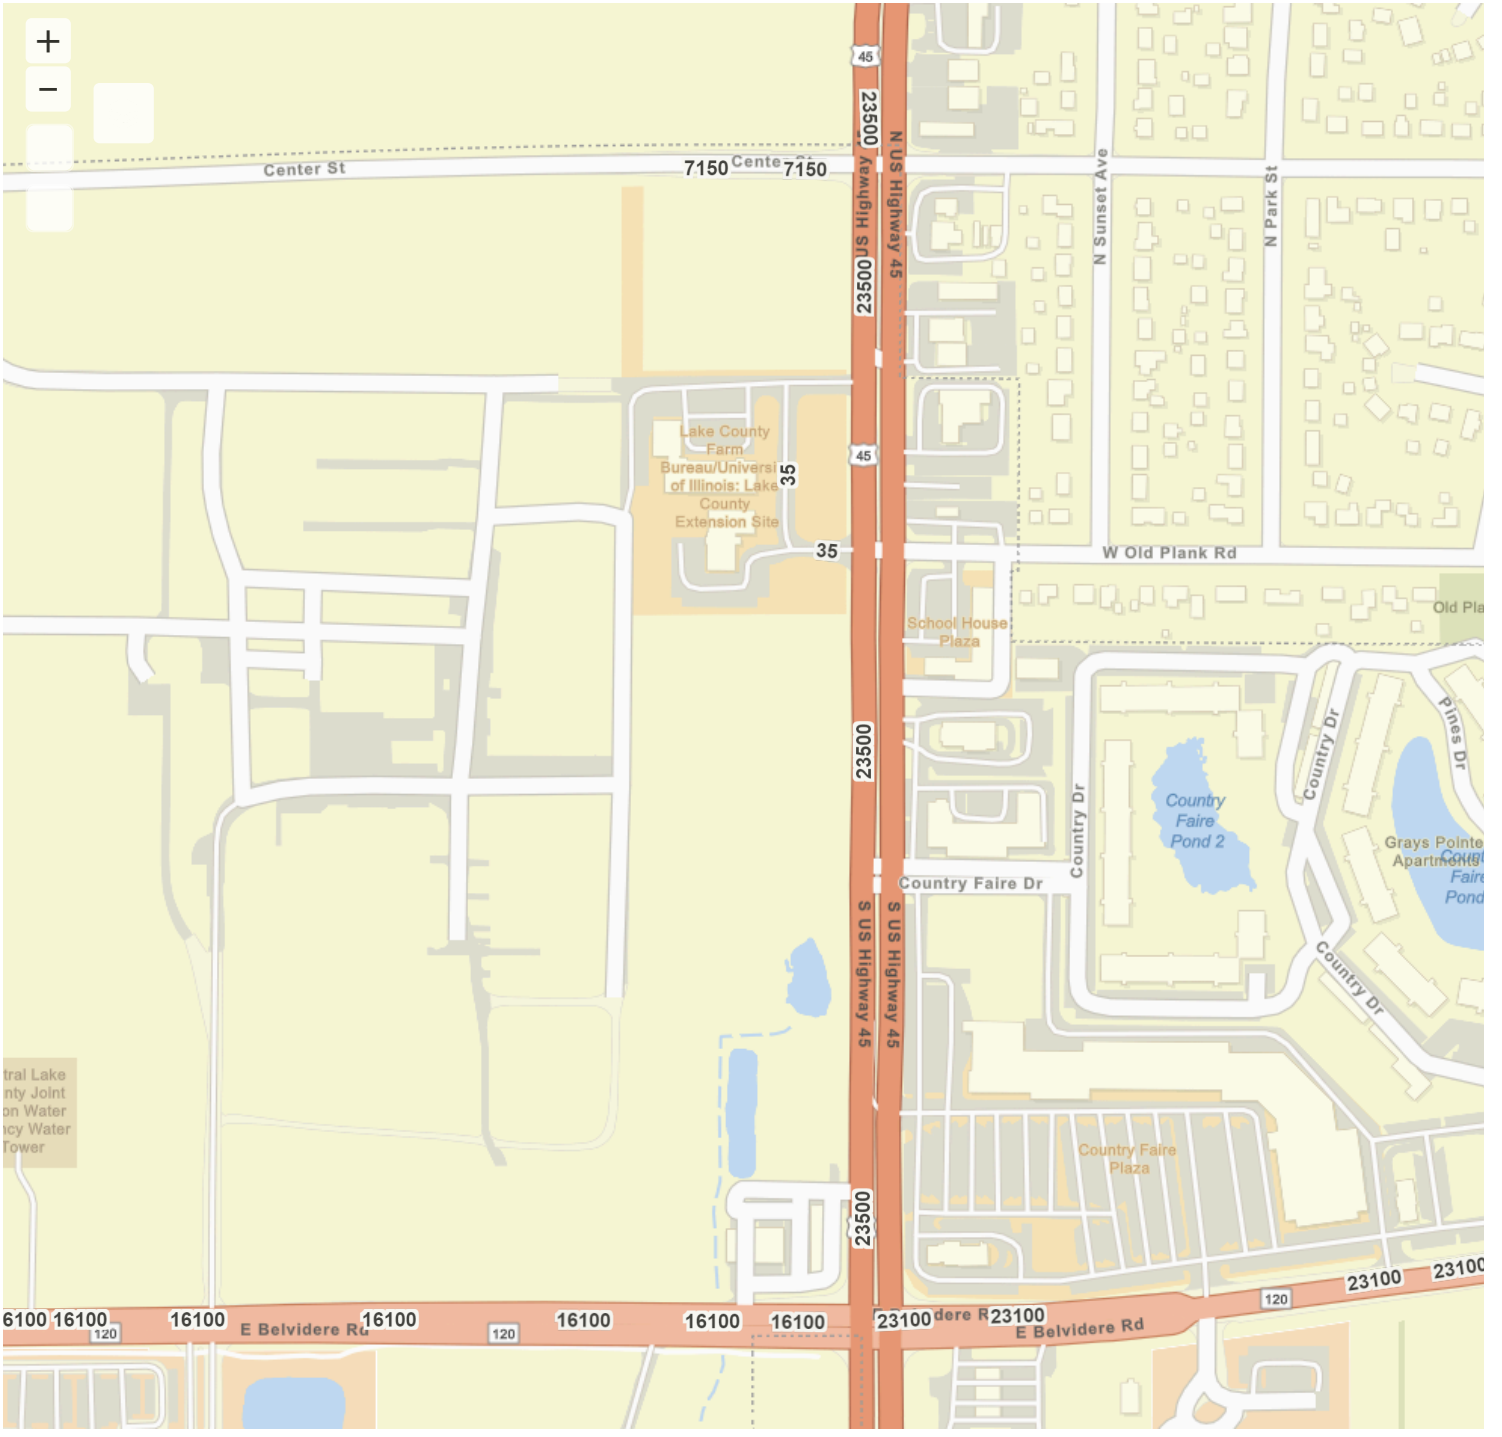 +
−
45
23500
Center St
7150
7150
US Highway
N US Highway 45
N Sunset Ave
N Park St
23500
Lake County
Farm
Bureau/Universi
of Illinois: Lake
County
Extension Site
35
35
45
W Old Plank Rd
School House
Plaza
Old Pla
23500
Country Dr
Country Dr
Pines Dr
Country
Faire
Pond 2
Grays Pointe
Apartments
Count
Faire
Pond
Country Faire Dr
S US Highway 45
S US Highway 45
Country Dr
tral Lake
nty Joint
on Water
ncy Water
Tower
Country Faire
Plaza
23500
6100
16100
120
16100
E Belvidere Rd
16100
120
16100
16100
16100
23100
dere R
23100
E Belvidere Rd
120
23100
23100